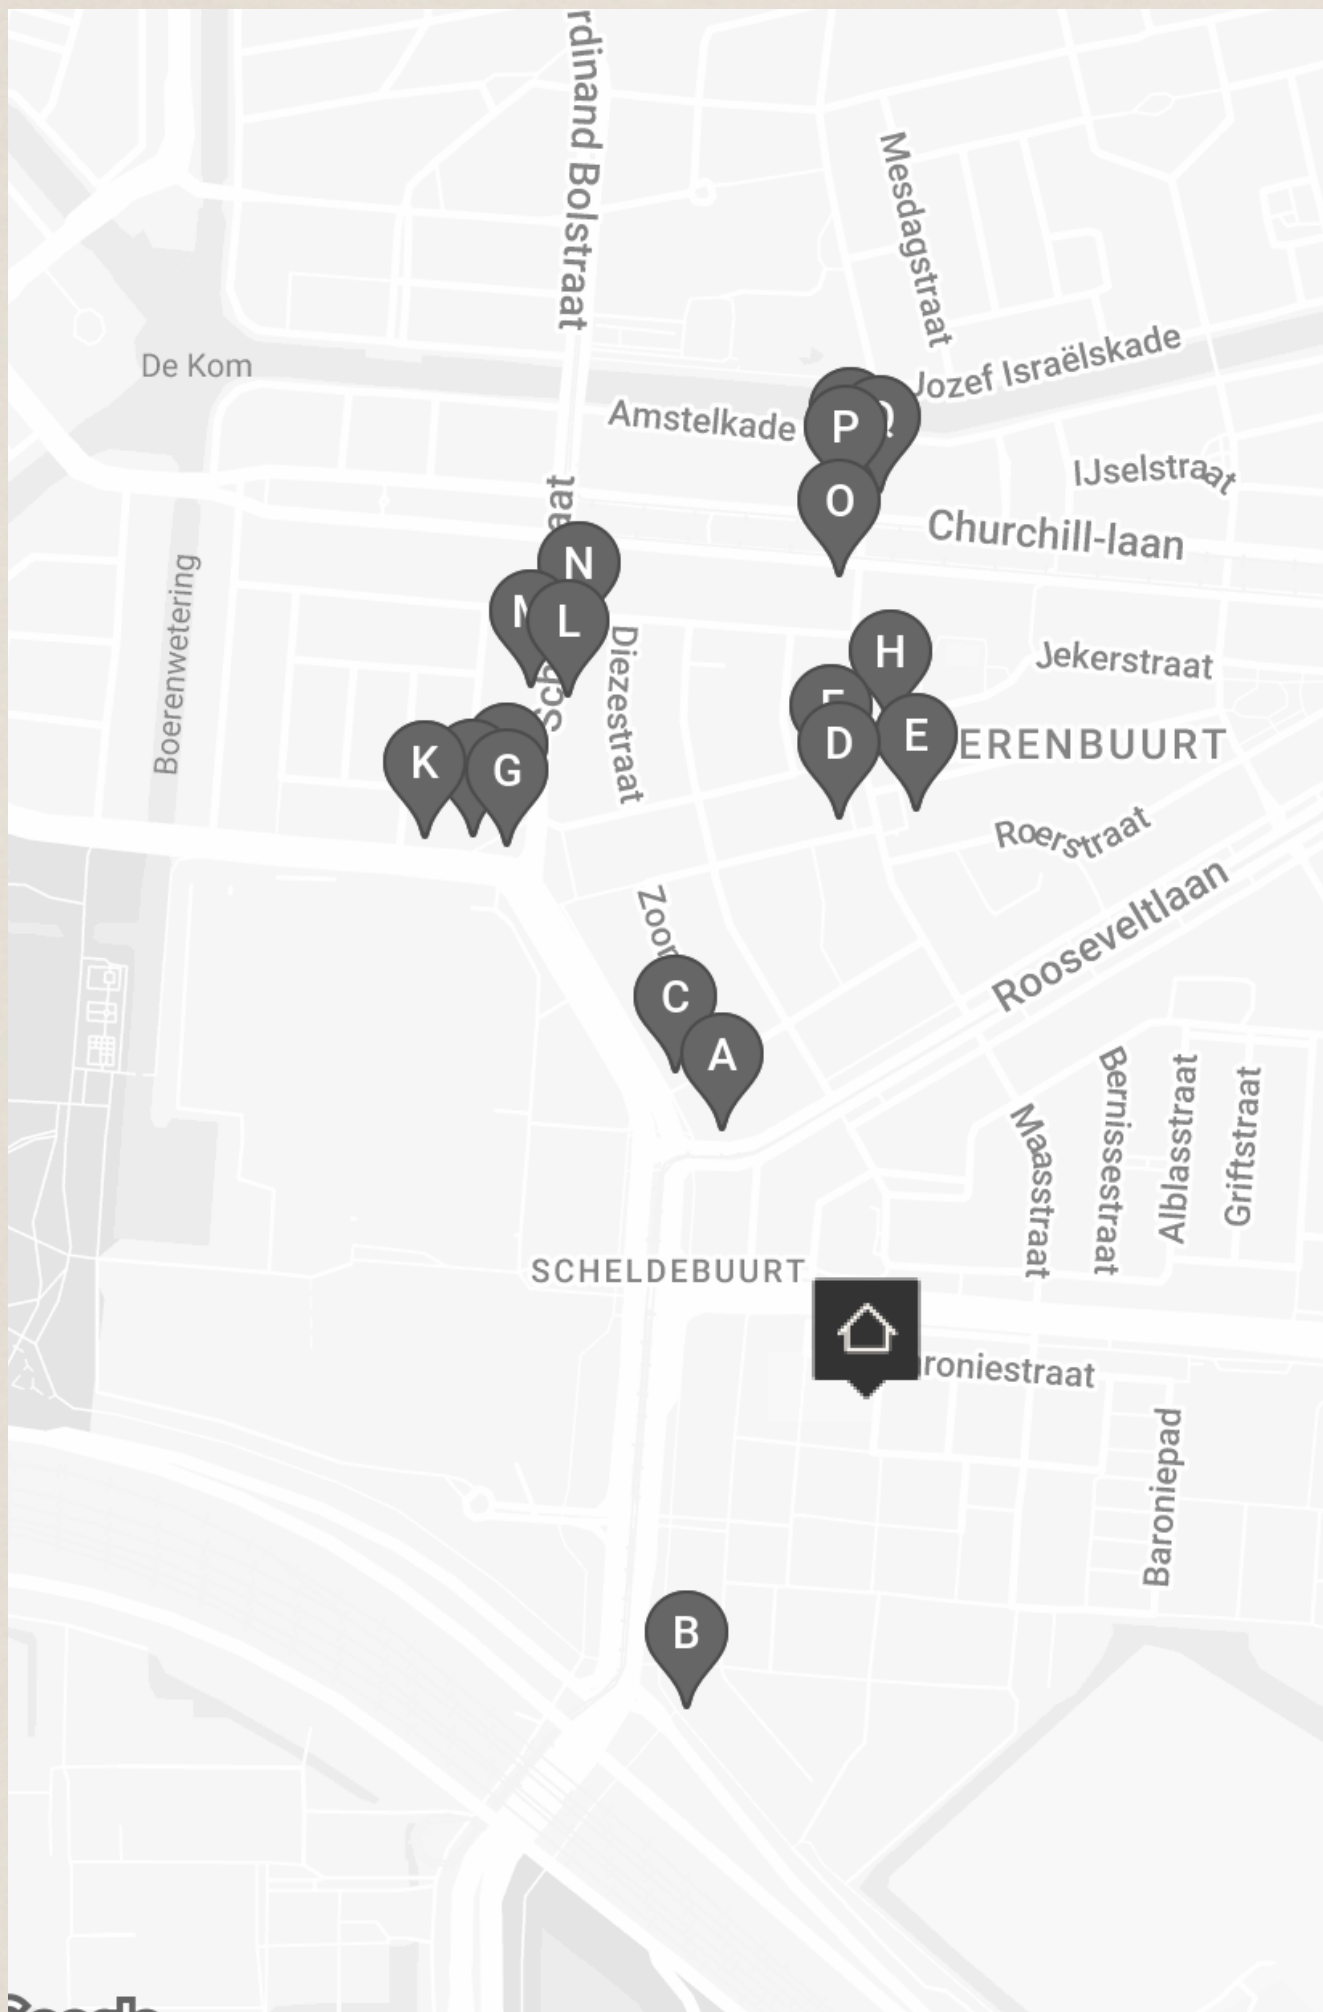 rdinand Bolstraat
Mesdagstraat
De Kom
Jozef Israëlskade
Amstelkade
P
Q
IJselstraat
O
Churchill-laan
N
M
L
Boerenwetering
Diezestraat
H
Jekerstraat
F
D
E
ERENBUURT
K
G
Roerstraat
Rooseveltlaan
C
A
Maasstraat
Bernissestraat
Alblasstraat
Griftstraat
SCHELDEBUURT
roniestraat
Baroniepad
B